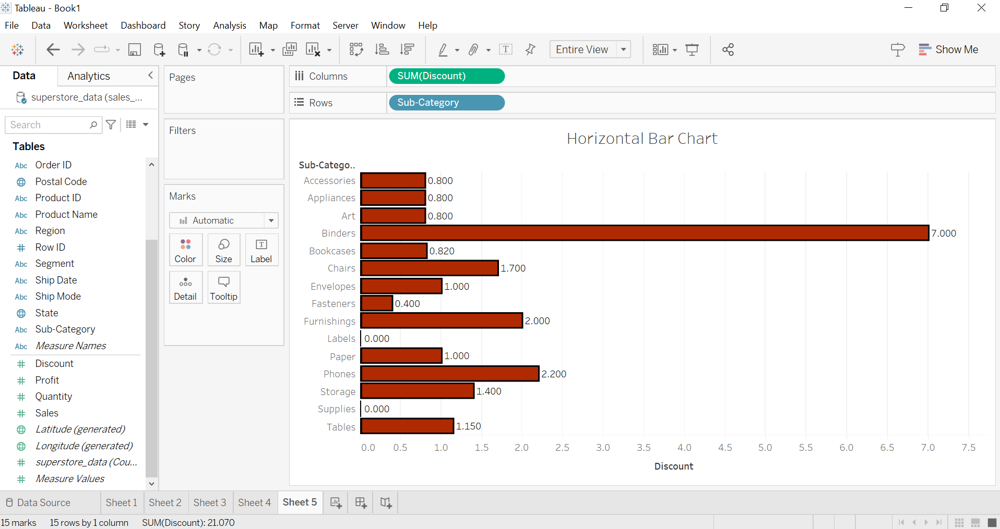 Tableau - Book1
File Data Worksheet Dashboard Story Analysis Map Format Server Window Help
Entire View
Show Me
Data
Analytics
superstore_data (sales_...
Search
Tables
Abc Order ID
Postal Code
Abc Product ID
Abc Product Name
Abc Region
# Row ID
Abc Segment
Abc Ship Date
Abc Ship Mode
State
Abc Sub-Category
Abc Measure Names
# Discount
# Profit
# Quantity
# Sales
Latitude (generated)
Longitude (generated)
# superstore_data (Cou...
# Measure Values
Pages
Filters
Marks
Automatic
Color
Size
T
Label
Detail
Tooltip
Columns
SUM(Discount)
Rows
Sub-Category
Horizontal Bar Chart
Sub-Catego..
Accessories 0.800
Appliances 0.800
Art 0.800
Binders 7.000
Bookcases 0.820
Chairs 1.700
Envelopes 1.000
Fasteners 0.400
Furnishings 2.000
Labels 0.000
Paper 1.000
Phones 2.200
Storage 1.400
Supplies 0.000
Tables 1.150
0.0 0.5 1.0 1.5 2.0 2.5 3.0 3.5 4.0 4.5 5.0 5.5 6.0 6.5 7.0 7.5
Discount
Data Source Sheet 1 Sheet 2 Sheet 3 Sheet 4 Sheet 5
15 marks 15 rows by 1 column SUM(Discount): 21.070